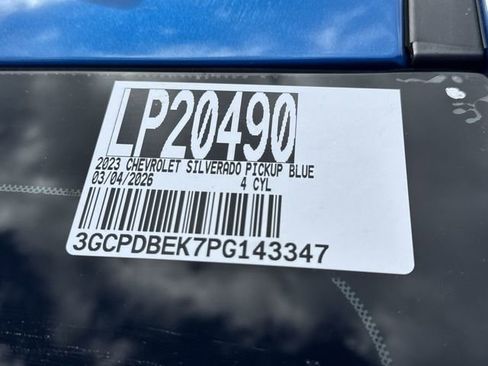 LP20490
2023 CHEVROLET SILVERADO PICKUP BLUE
03/04/2026 4 CYL
3GCPDBEK7PG143347